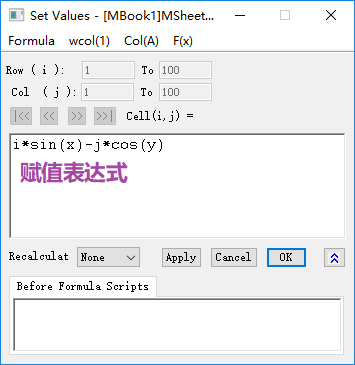 Set Values - [MBook1]MSheet...
Formula wcol(1) Col(A) F(x)
Row ( i ): 1 To 100
Col ( j ): 1 To 100
|<< << >> >>| Cell(i,j) =
i*sin(x)-j*cos(y)
赋值表达式
Recalculat None Apply Cancel OK
Before Formula Scripts